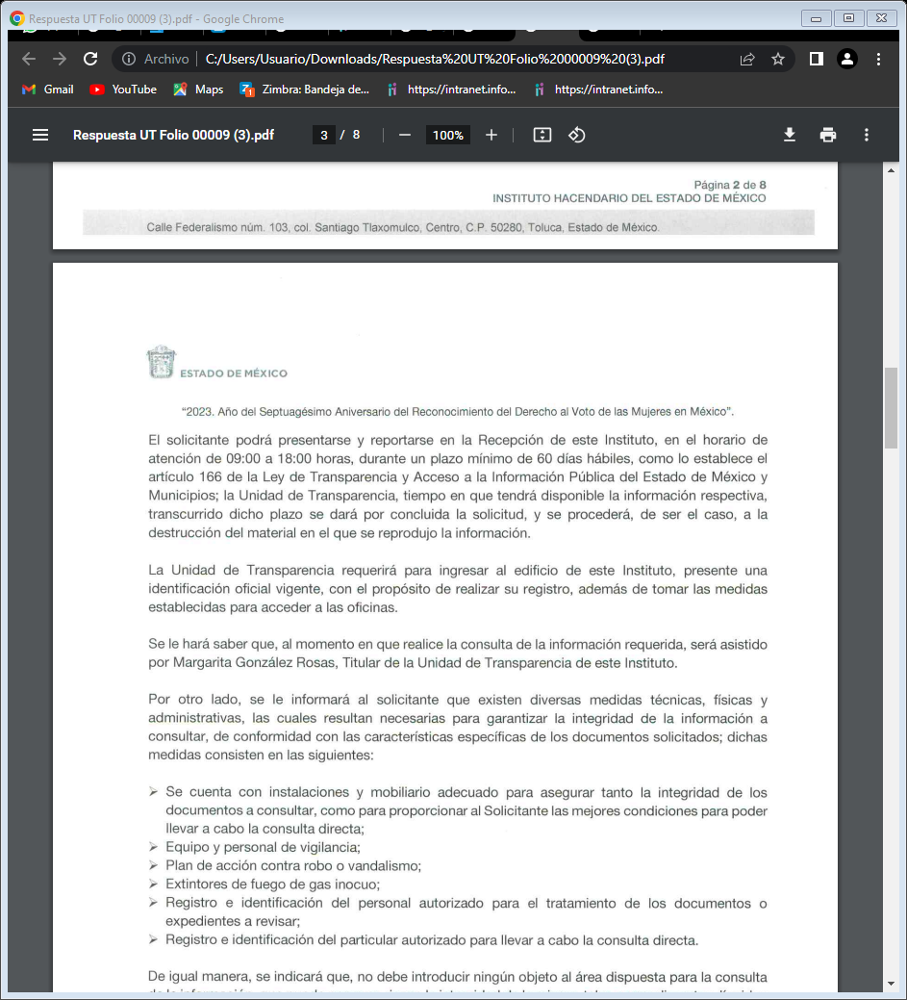 Respuesta UT Folio 00009 (3).pdf - Google Chrome
Archivo C:/Users/Usuario/Downloads/Respuesta%20UT%20Folio%2000009%20(3).pdf
Gmail YouTube Maps Zimbra: Bandeja de... https://intranet.info... https://intranet.info...
Respuesta UT Folio 00009 (3).pdf 3 / 8 100%
Página 2 de 8
INSTITUTO HACENDARIO DEL ESTADO DE MÉXICO
Calle Federalismo núm. 103, col. Santiago Tlaxomulco, Centro, C.P. 50280, Toluca, Estado de México.
ESTADO DE MÉXICO
“2023. Año del Septuagésimo Aniversario del Reconocimiento del Derecho al Voto de las Mujeres en México”.
El solicitante podrá presentarse y reportarse en la Recepción de este Instituto, en el horario de
atención de 09:00 a 18:00 horas, durante un plazo mínimo de 60 días hábiles, como lo establece el
artículo 166 de la Ley de Transparencia y Acceso a la Información Pública del Estado de México y
Municipios; la Unidad de Transparencia, tiempo en que tendrá disponible la información respectiva,
transcurrido dicho plazo se dará por concluida la solicitud, y se procederá, de ser el caso, a la
destrucción del material en el que se reprodujo la información.
La Unidad de Transparencia requerirá para ingresar al edificio de este Instituto, presente una
identificación oficial vigente, con el propósito de realizar su registro, además de tomar las medidas
establecidas para acceder a las oficinas.
Se le hará saber que, al momento en que realice la consulta de la información requerida, será asistido
por Margarita González Rosas, Titular de la Unidad de Transparencia de este Instituto.
Por otro lado, se le informará al solicitante que existen diversas medidas técnicas, físicas y
administrativas, las cuales resultan necesarias para garantizar la integridad de la información a
consultar, de conformidad con las características específicas de los documentos solicitados; dichas
medidas consisten en las siguientes:
➢ Se cuenta con instalaciones y mobiliario adecuado para asegurar tanto la integridad de los
documentos a consultar, como para proporcionar al Solicitante las mejores condiciones para poder
llevar a cabo la consulta directa;
➢ Equipo y personal de vigilancia;
➢ Plan de acción contra robo o vandalismo;
➢ Extintores de fuego de gas inocuo;
➢ Registro e identificación del personal autorizado para el tratamiento de los documentos o
expedientes a revisar;
➢ Registro e identificación del particular autorizado para llevar a cabo la consulta directa.
De igual manera, se indicará que, no debe introducir ningún objeto al área dispuesta para la consulta